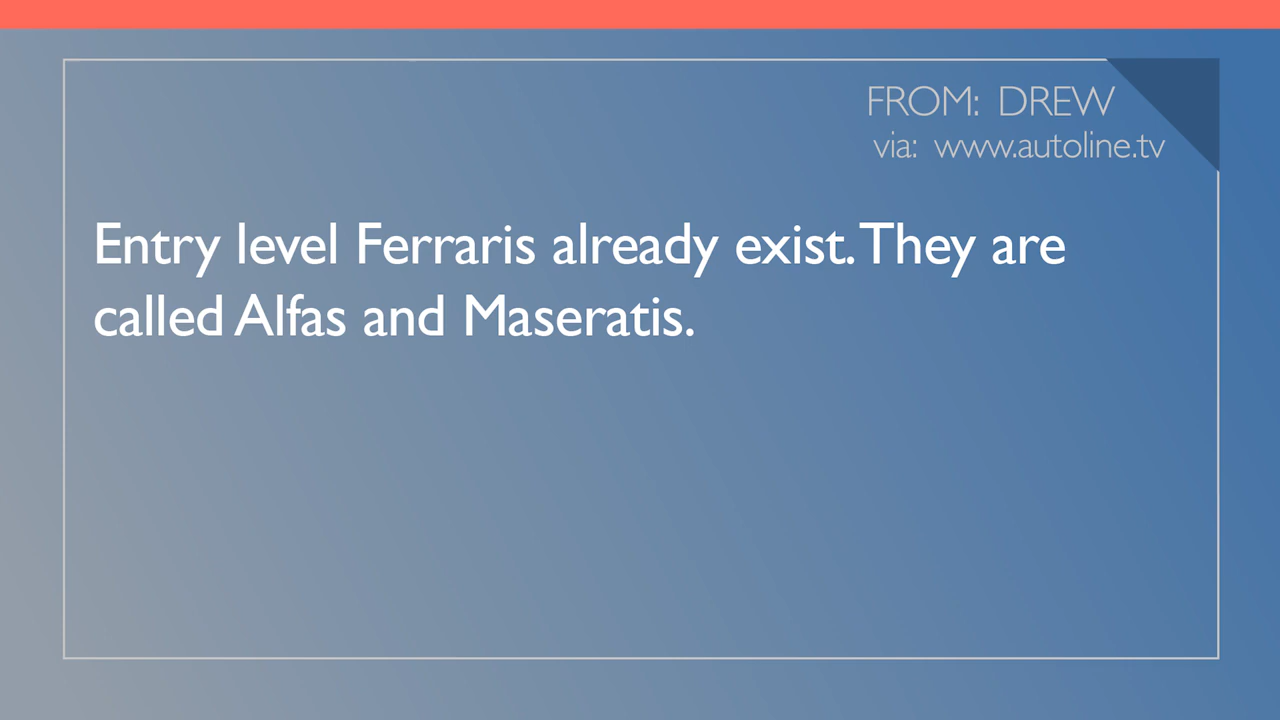 FROM: DREW
via: www.autoline.tv
Entry level Ferraris already exist. They are
called Alfas and Maseratis.